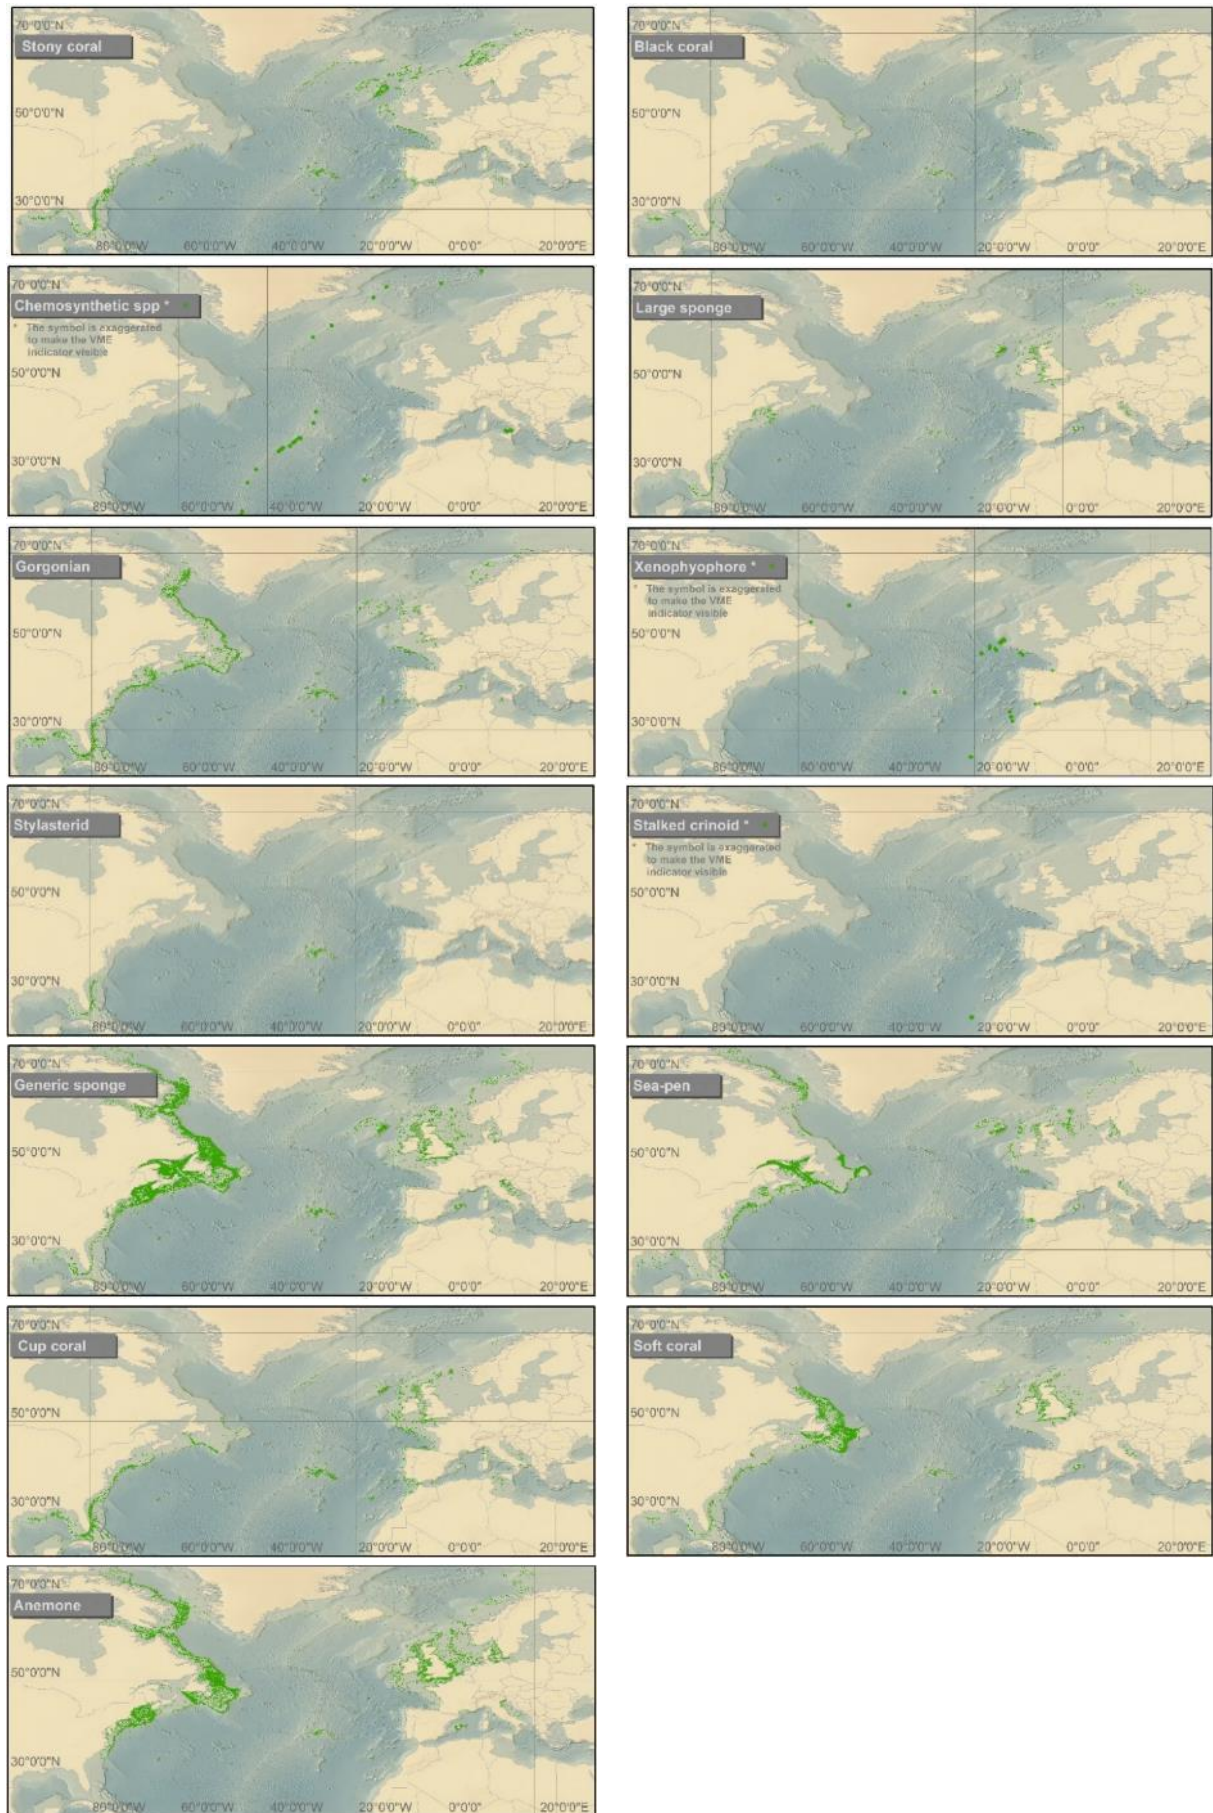 70°0'0"N
Stony coral
50°0'0"N
30°0'0"N
80°0'0"W 60°0'0"W 40°0'0"W 20°0'0"W 0°0'0" 20°0'0"E
70°0'0"N
Black coral
50°0'0"N
30°0'0"N
80°0'0"W 60°0'0"W 40°0'0"W 20°0'0"W 0°0'0" 20°0'0"E
70°0'0"N
Chemosynthetic spp *
* The symbol is exaggerated
to make the VME
indicator visible
50°0'0"N
30°0'0"N
80°0'0"W 60°0'0"W 40°0'0"W 20°0'0"W 0°0'0" 20°0'0"E
70°0'0"N
Large sponge
50°0'0"N
30°0'0"N
80°0'0"W 60°0'0"W 40°0'0"W 20°0'0"W 0°0'0" 20°0'0"E
70°0'0"N
Gorgonian
50°0'0"N
30°0'0"N
80°0'0"W 60°0'0"W 40°0'0"W 20°0'0"W 0°0'0" 20°0'0"E
70°0'0"N
Xenophyophore *
* The symbol is exaggerated
to make the VME
indicator visible
50°0'0"N
30°0'0"N
80°0'0"W 60°0'0"W 40°0'0"W 20°0'0"W 0°0'0" 20°0'0"E
70°0'0"N
Stylasterid
50°0'0"N
30°0'0"N
80°0'0"W 60°0'0"W 40°0'0"W 20°0'0"W 0°0'0" 20°0'0"E
70°0'0"N
Stalked crinoid *
* The symbol is exaggerated
to make the VME
indicator visible
50°0'0"N
30°0'0"N
80°0'0"W 60°0'0"W 40°0'0"W 20°0'0"W 0°0'0" 20°0'0"E
70°0'0"N
Generic sponge
50°0'0"N
30°0'0"N
80°0'0"W 60°0'0"W 40°0'0"W 20°0'0"W 0°0'0" 20°0'0"E
70°0'0"N
Sea-pen
50°0'0"N
30°0'0"N
80°0'0"W 60°0'0"W 40°0'0"W 20°0'0"W 0°0'0" 20°0'0"E
70°0'0"N
Cup coral
50°0'0"N
30°0'0"N
80°0'0"W 60°0'0"W 40°0'0"W 20°0'0"W 0°0'0" 20°0'0"E
70°0'0"N
Soft coral
50°0'0"N
30°0'0"N
80°0'0"W 60°0'0"W 40°0'0"W 20°0'0"W 0°0'0" 20°0'0"E
70°0'0"N
Anemone
50°0'0"N
30°0'0"N
80°0'0"W 60°0'0"W 40°0'0"W 20°0'0"W 0°0'0" 20°0'0"E